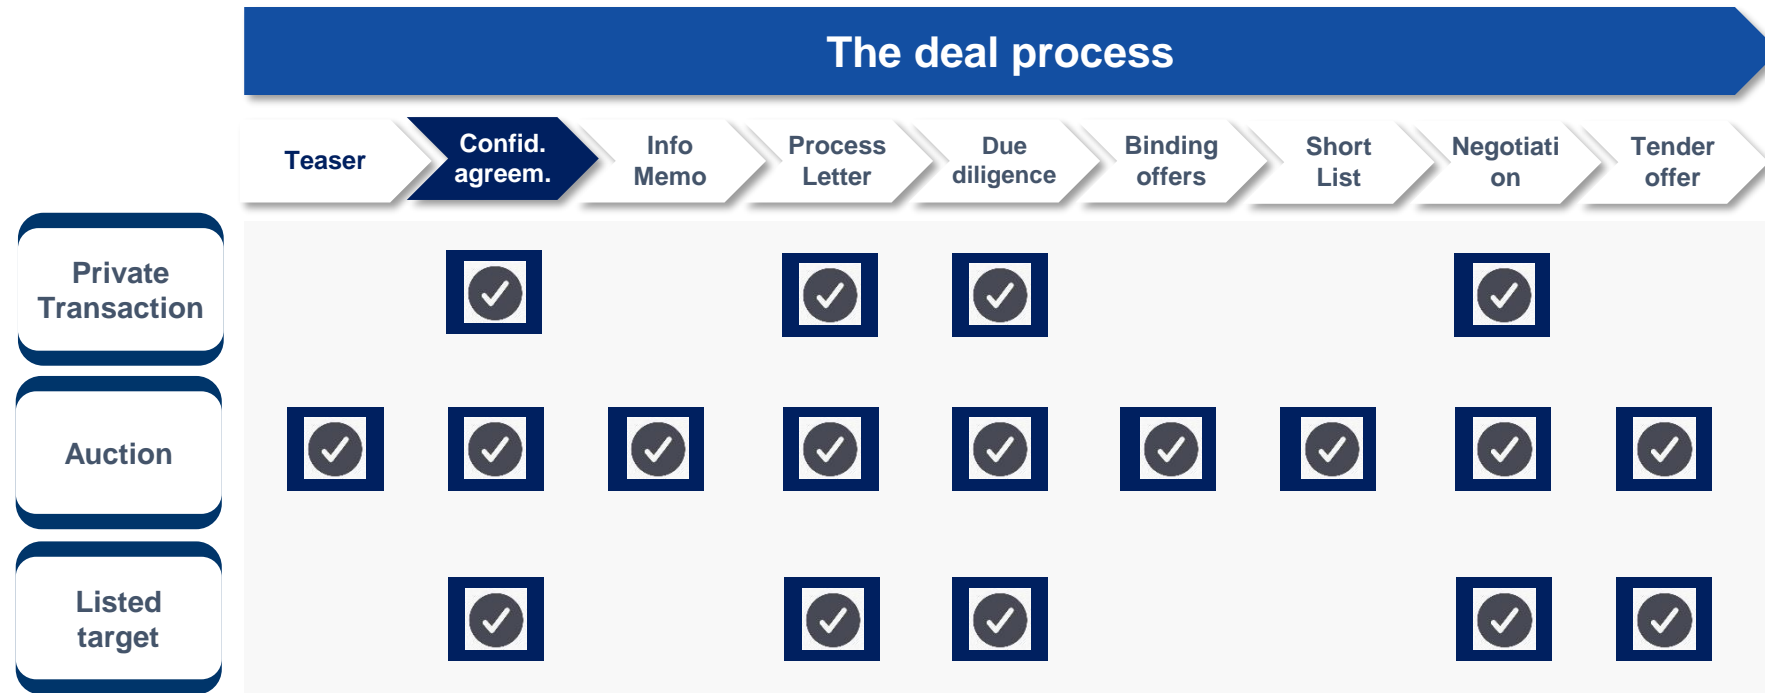 The deal process
Teaser
Confid.
agreem.
Info
Memo
Process
Letter
Due
diligence
Binding
offers
Short
List
Negotiati
on
Tender
offer
Private
Transaction
Auction
Listed
target